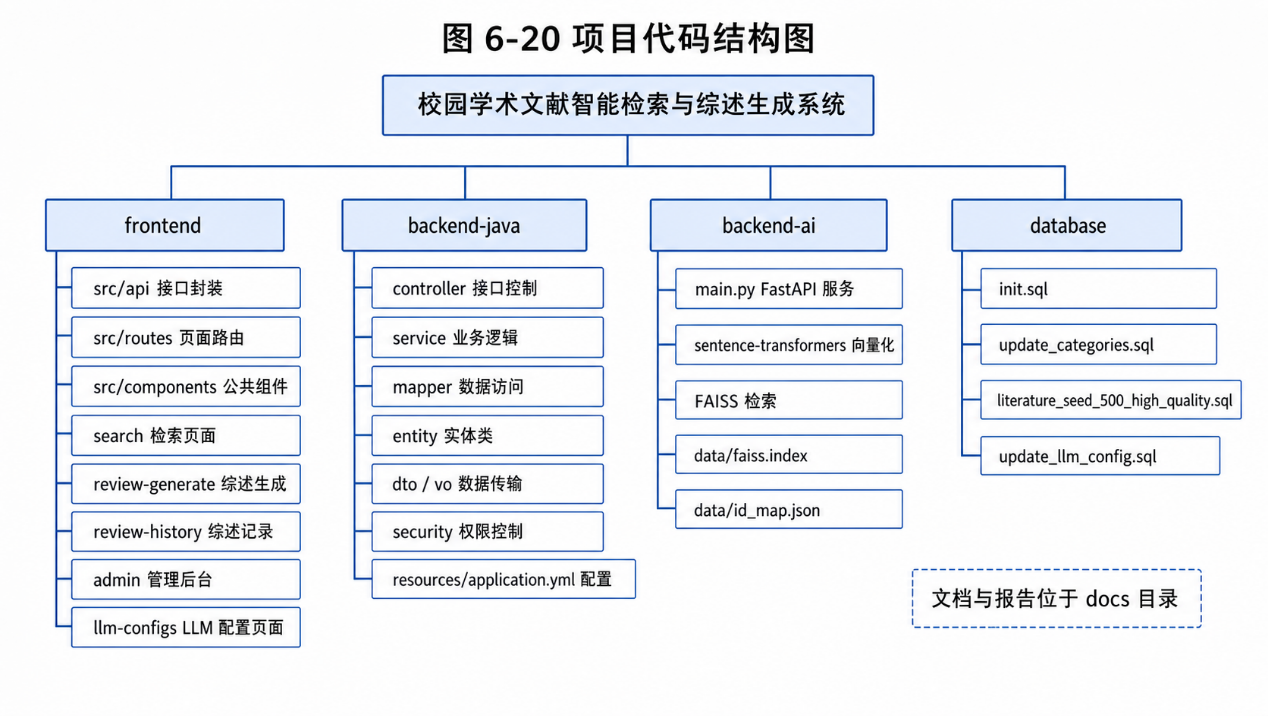 图 6-20 项目代码结构图
校园学术文献智能检索与综述生成系统
frontend
src/api 接口封装
src/routes 页面路由
src/components 公共组件
search 检索页面
review-generate 综述生成
review-history 综述记录
admin 管理后台
llm-configs LLM 配置页面
backend-java
controller 接口控制
service 业务逻辑
mapper 数据访问
entity 实体类
dto / vo 数据传输
security 权限控制
resources/application.yml 配置
backend-ai
main.py FastAPI 服务
sentence-transformers 向量化
FAISS 检索
data/faiss.index
data/id_map.json
database
init.sql
update_categories.sql
literature_seed_500_high_quality.sql
update_llm_config.sql
文档与报告位于 docs 目录